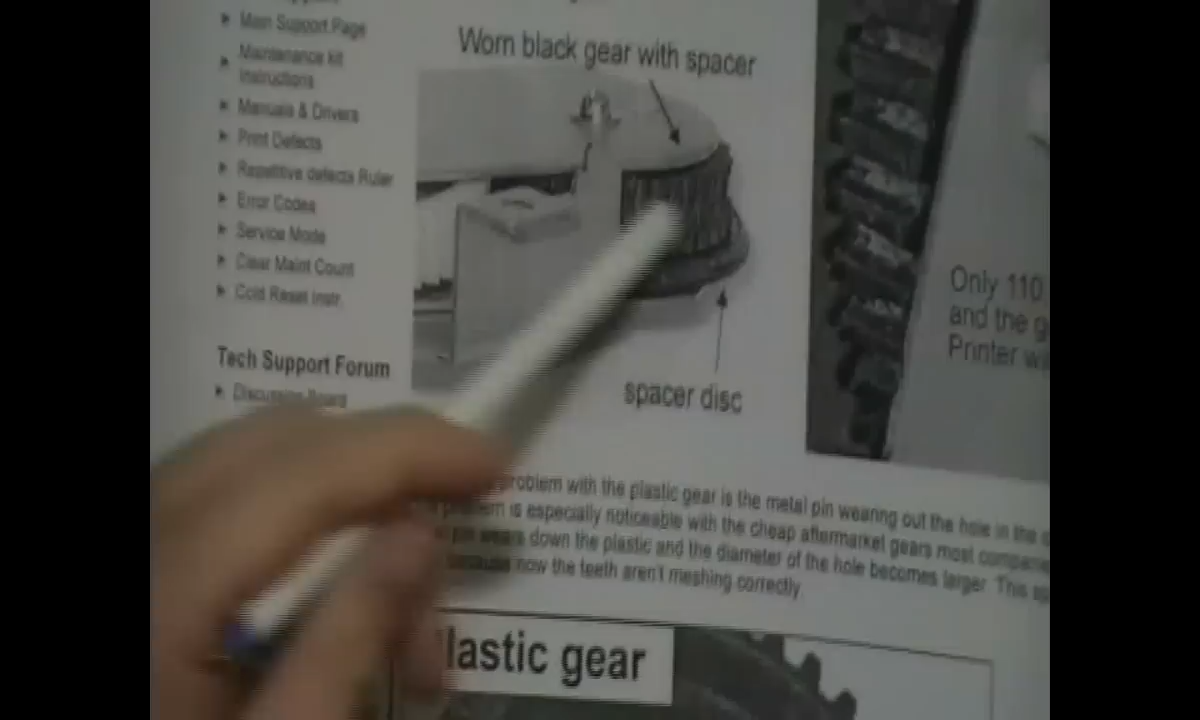 Main Support Page
Maintenance kit
Instructions
Manuals & Drivers
Print Defects
Repetitive defects Ruler
Error Codes
Service Mode
Clear Maint Count
Cold Reset Instr.
Tech Support Forum
Discussion Board
Worn black gear with spacer
spacer disc
Only 110
and the
Printer
problem with the plastic gear is the metal pin wearing out the hole in the
is especially noticeable with the cheap aftermarket gears most
pin wears down the plastic and the diameter of the hole becomes larger. This
because now the teeth aren't meshing correctly.
lastic gear